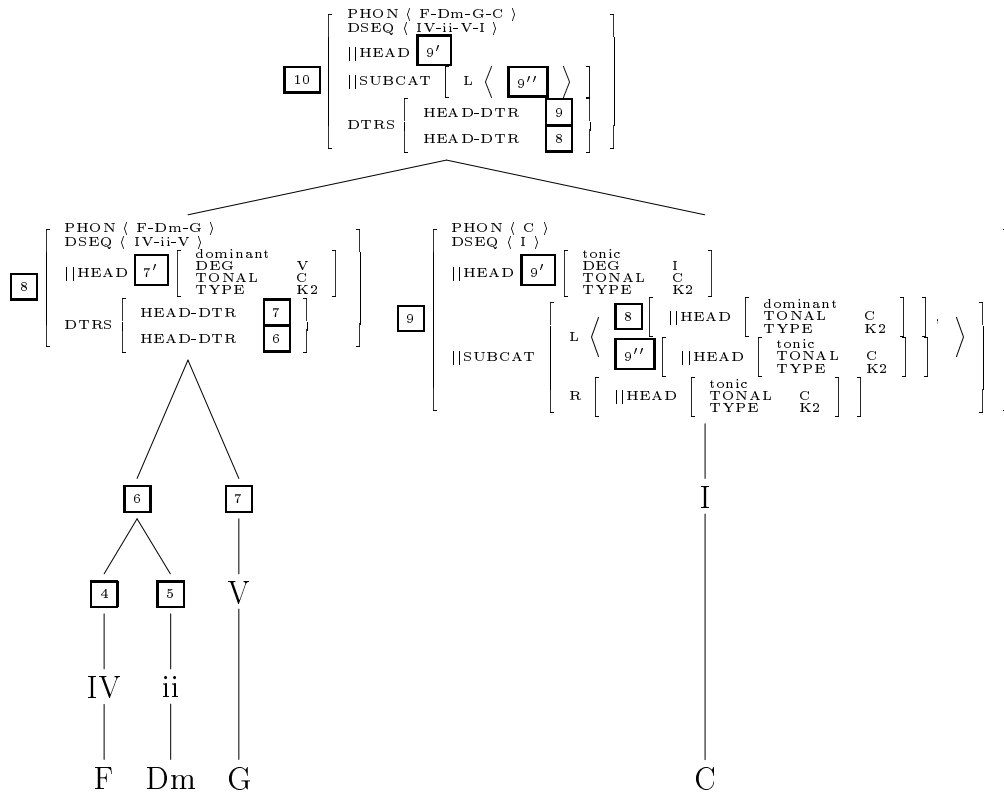 PHON ⟨ F-Dm-G-C ⟩
DSEQ ⟨ IV-ii-V-I ⟩
||HEAD 9′
10
||SUBCAT [ L ⟨ 9′′ ⟩ ]
DTRS
HEAD-DTR 9
HEAD-DTR 8
PHON ⟨ F-Dm-G ⟩
DSEQ ⟨ IV-ii-V ⟩
8
||HEAD 7′
dominant
DEG V
TONAL C
TYPE K2
DTRS
HEAD-DTR 7
HEAD-DTR 6
PHON ⟨ C ⟩
DSEQ ⟨ I ⟩
9
||HEAD 9′
tonic
DEG I
TONAL C
TYPE K2
||SUBCAT
L
8
||HEAD
dominant
TONAL C
TYPE K2
,
9′′
||HEAD
tonic
TONAL C
TYPE K2
R
||HEAD
tonic
TONAL C
TYPE K2
6 7 I
4 5 V
IV ii
F Dm G C